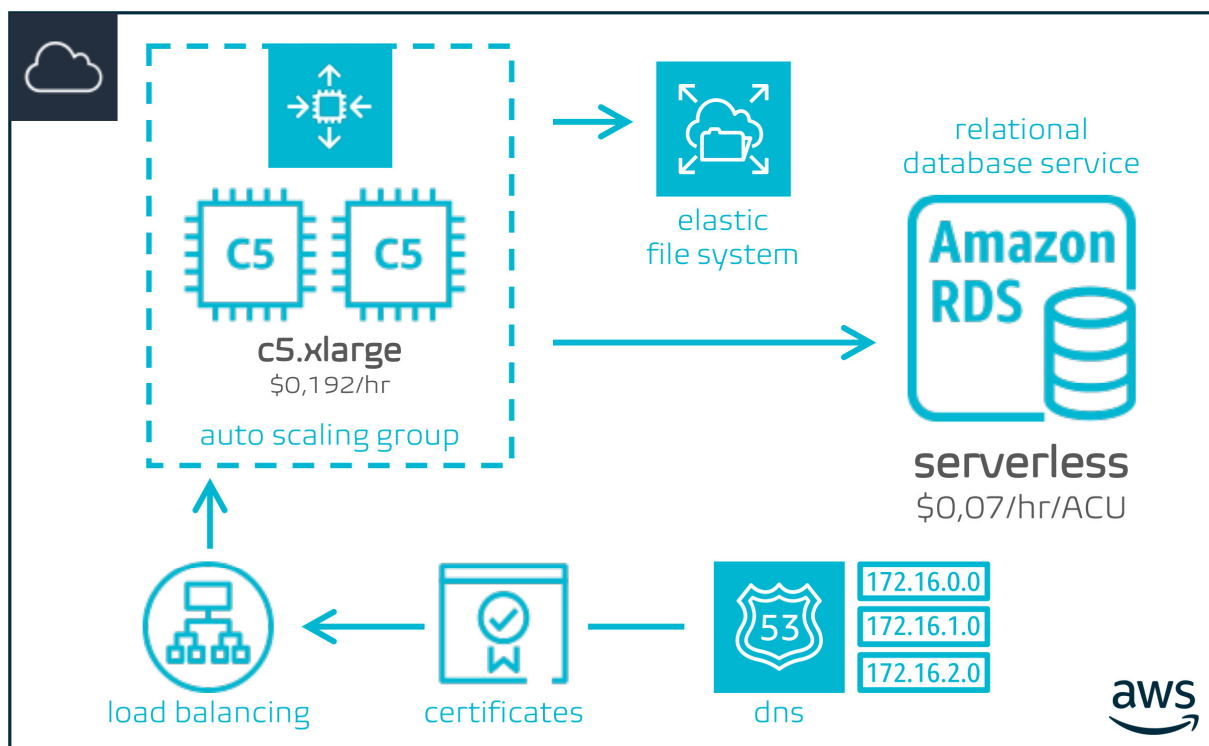 C5
C5
c5.xlarge
$0,192/hr
auto scaling group
elastic
file system
relational
database service
Amazon
RDS
serverless
$0,07/hr/ACU
load balancing
certificates
53
dns
172.16.0.0
172.16.1.0
172.16.2.0
aws